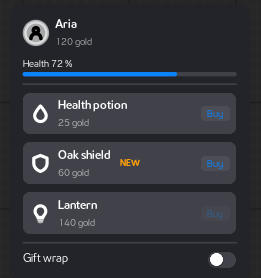 Aria
120 gold
Health 72 %
Health potion
25 gold
Buy
Oak shield
NEW
60 gold
Buy
Lantern
140 gold
Buy
Gift wrap